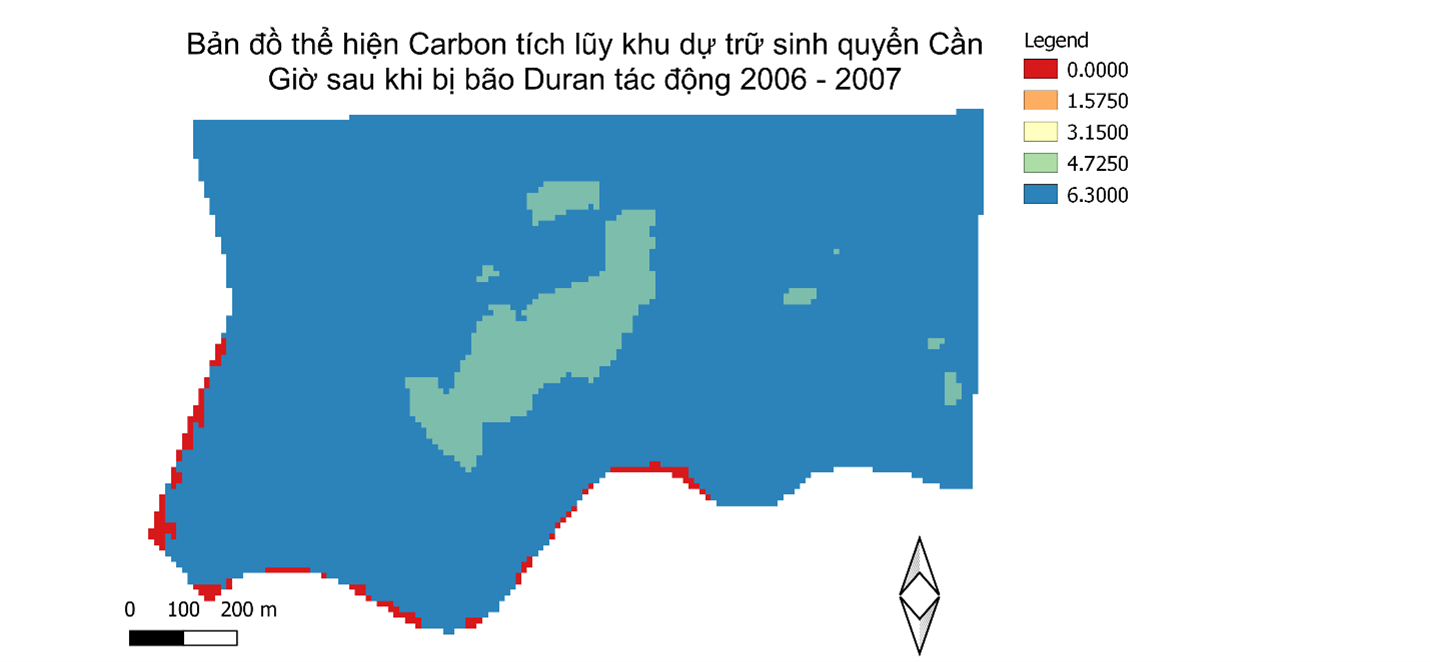 Bản đồ thể hiện Carbon tích lũy khu dự trữ sinh quyển Cần
Giờ sau khi bị bão Duran tác động 2006 - 2007
Legend
0.0000
1.5750
3.1500
4.7250
6.3000
0 100 200 m